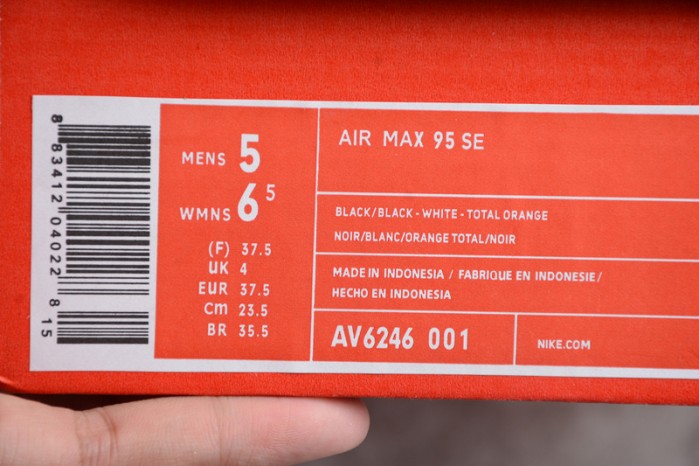 8 83412 04022 8 15
MENS 5
WMNS 6 5
(F) 37.5
UK 4
EUR 37.5
Cm 23.5
BR 35.5
AIR MAX 95 SE
BLACK/BLACK - WHITE - TOTAL ORANGE
NOIR/BLANC/ORANGE TOTAL/NOIR
MADE IN INDONESIA / FABRIQUE EN INDONESIE/
HECHO EN INDONESIA
AV6246 001
NIKE.COM